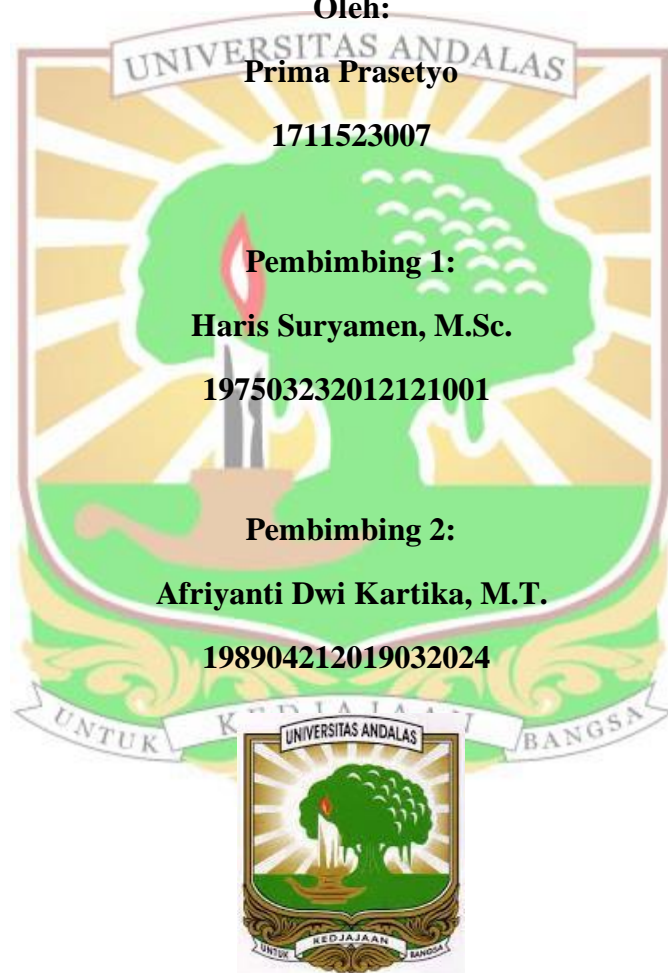 Oleh:
UNIVERSITAS ANDALAS
Prima Prasetyo
1711523007
Pembimbing 1:
Haris Suryamen, M.Sc.
197503232012121001
Pembimbing 2:
Afriyanti Dwi Kartika, M.T.
198904212019032024
UNTUK KEDJAJAAN BANGSA
UNIVERSITAS ANDALAS
UNTUK KEDJAJAAN BANGSA